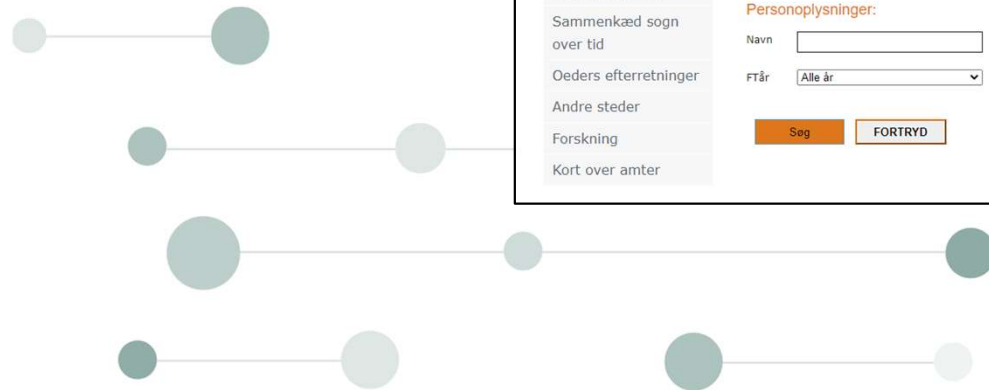 Sammenkæd sogn
over tid
Oeders efterretninger
Andre steder
Forskning
Kort over amter
Personoplysninger:
Navn
FTår Alle år
Søg FORTRYD